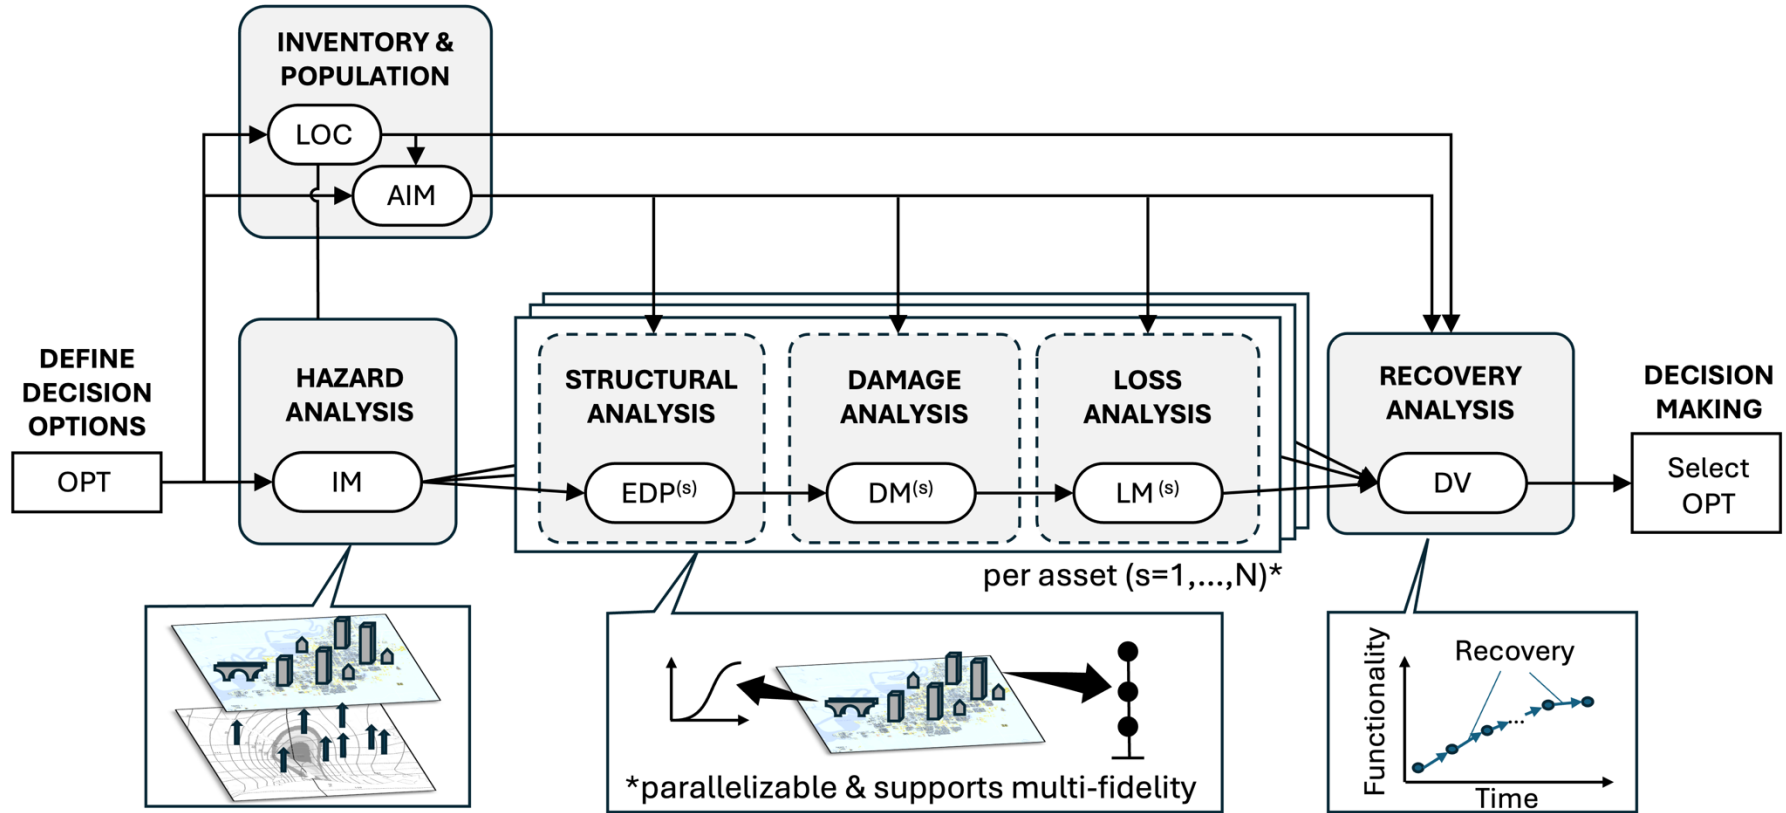 INVENTORY &
POPULATION
LOC
AIM
DEFINE
DECISION
OPTIONS
OPT
HAZARD
ANALYSIS
IM
STRUCTURAL
ANALYSIS
EDP(s)
DAMAGE
ANALYSIS
DM(s)
LOSS
ANALYSIS
LM (s)
per asset (s=1,...,N)*
RECOVERY
ANALYSIS
DV
DECISION
MAKING
Select
OPT
*parallelizable & supports multi-fidelity
Functionality
Recovery
...
Time